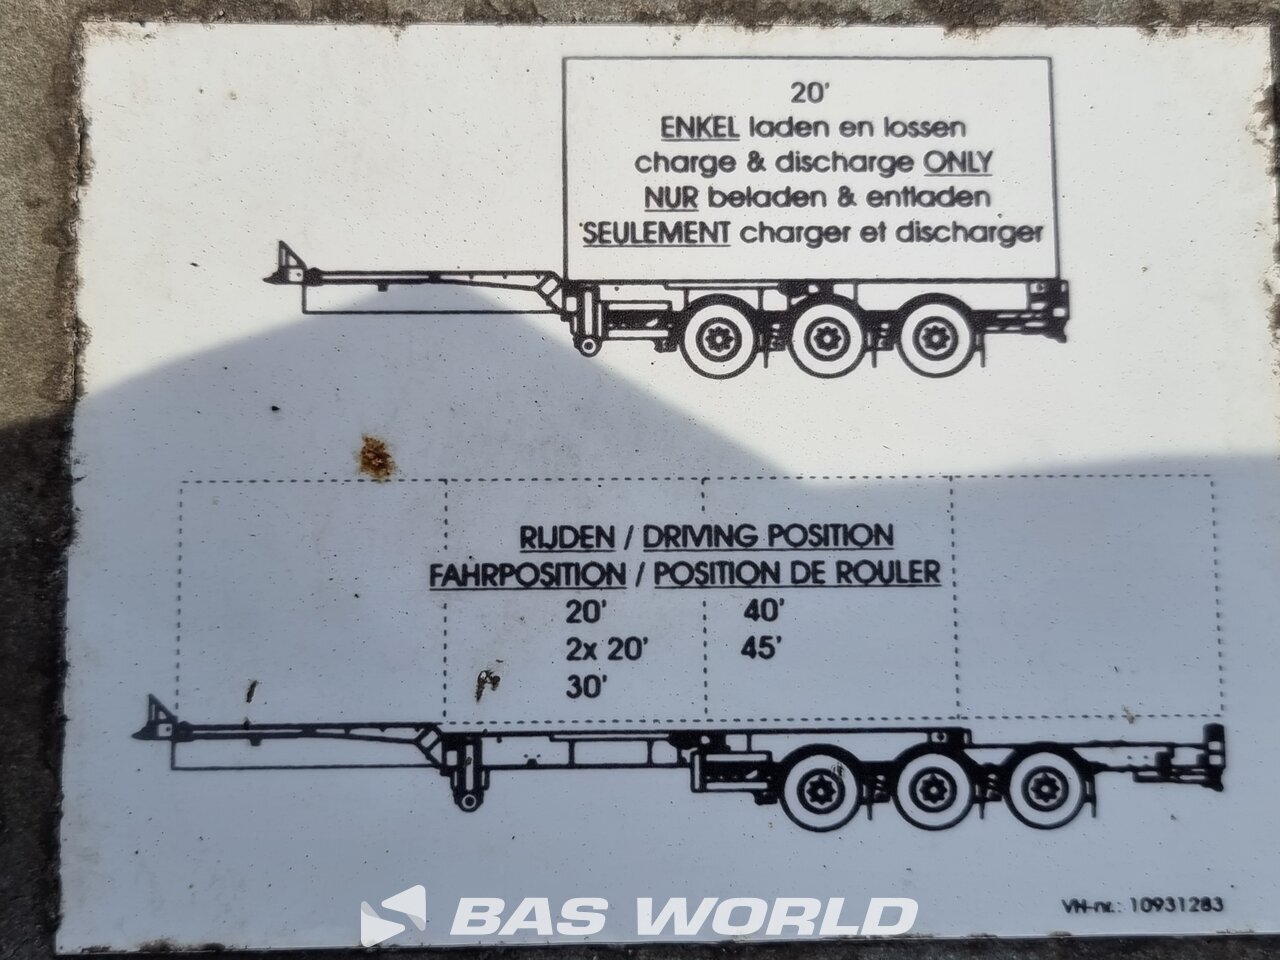 20'
ENKEL laden en lossen
charge & discharge ONLY
NUR beladen & entladen
SEULEMENT charger et discharger
RIJDEN / DRIVING POSITION
FAHRPOSITION / POSITION DE ROULER
20' 40'
2x 20' 45'
30'
VH-nr.: 10931283
BAS WORLD